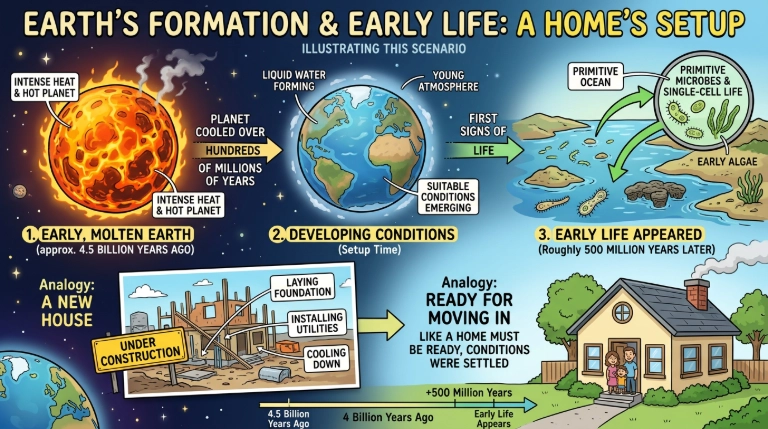 EARTH'S FORMATION & EARLY LIFE: A HOME'S SETUP
ILLUSTRATING THIS SCENARIO
INTENSE HEAT
& HOT PLANET
INTENSE HEAT
& HOT PLANET
1. EARLY, MOLTEN EARTH
(approx. 4.5 BILLION YEARS AGO)
PLANET
COOLED OVER
HUNDREDS
OF MILLIONS
OF YEARS
LIQUID WATER
FORMING
YOUNG
ATMOSPHERE
SUITABLE
CONDITIONS
EMERGING
2. DEVELOPING CONDITIONS
(Setup Time)
FIRST
SIGNS OF
LIFE
PRIMITIVE
OCEAN
PRIMITIVE
MICROBES &
SINGLE-CELL LIFE
EARLY ALGAE
3. EARLY LIFE APPEARED
(Roughly 500 MILLION YEARS LATER)
Analogy:
A NEW
HOUSE
UNDER
CONSTRUCTION
LAYING
FOUNDATION
INSTALLING
UTILITIES
COOLING
DOWN
Analogy:
READY FOR
MOVING IN
LIKE A HOME MUST
BE READY, CONDITIONS
WERE SETTLED
+500 Million Years
4.5 Billion
Years Ago
4 Billion Years Ago
Early Life
Appears